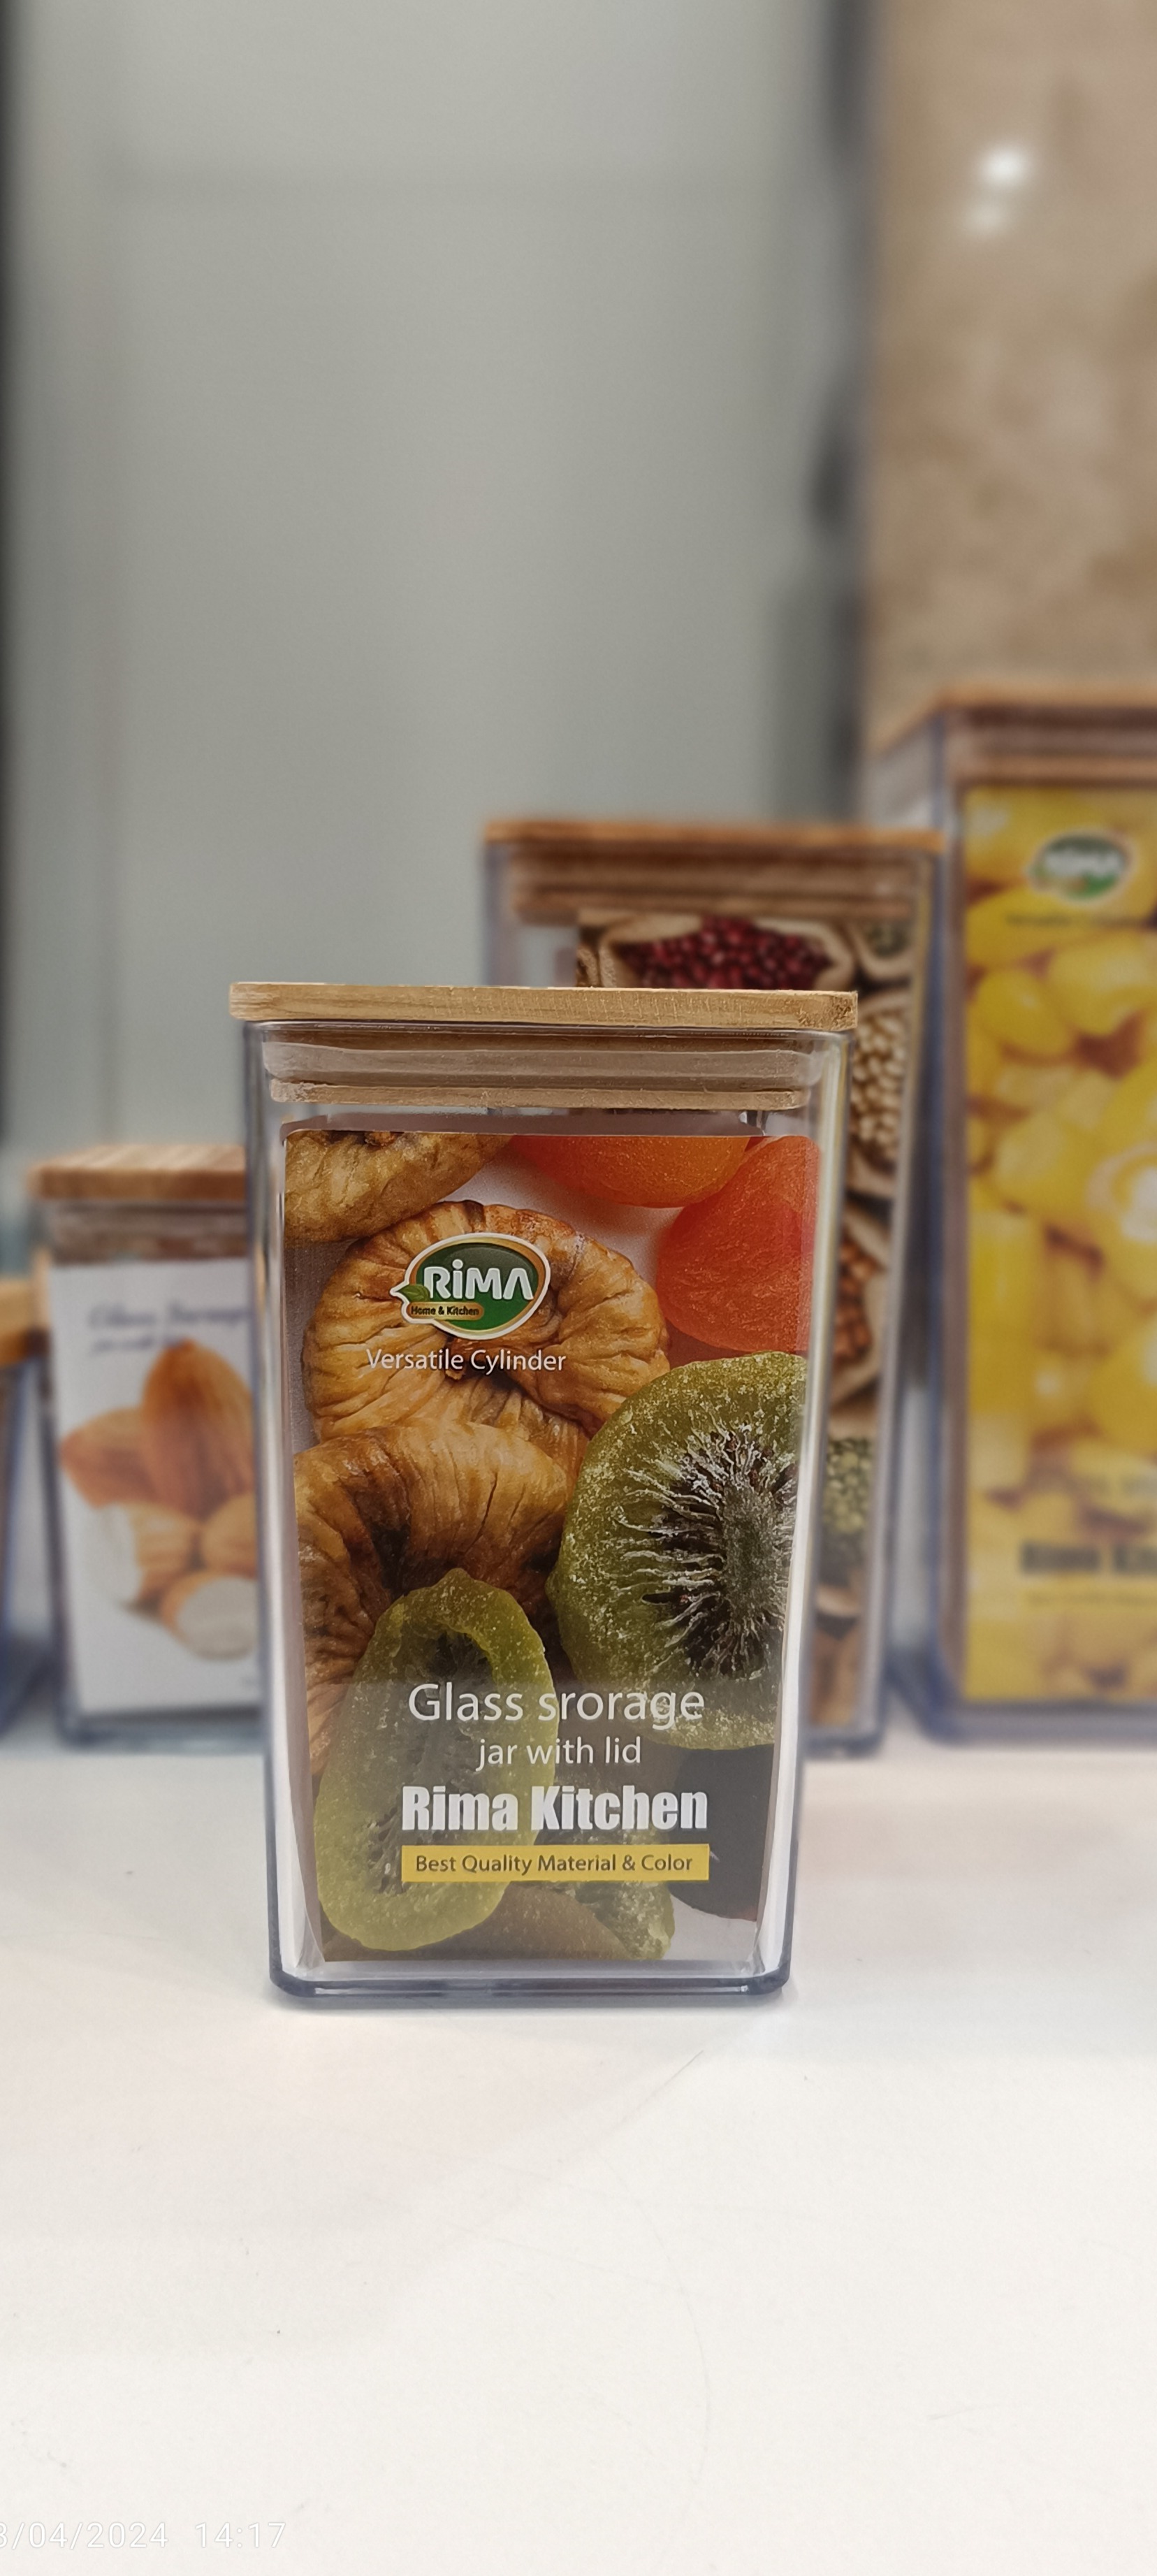 RiMA
Home & Kitchen
Versatile Cylinder
Glass srorage
jar with lid
Rima Kitchen
Best Quality Material & Color
RiMA
3/04/2024 14:17